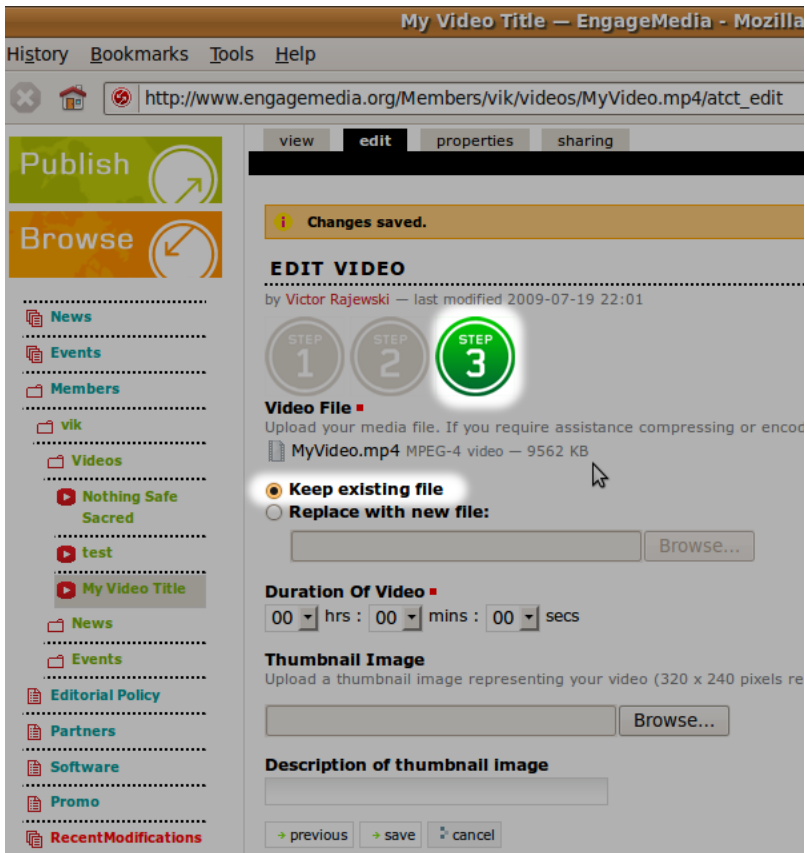 My Video Title — EngageMedia - Mozilla
History Bookmarks Tools Help
http://www.engagemedia.org/Members/vik/videos/MyVideo.mp4/atct_edit
Publish
Browse
News
Events
Members
vik
Videos
Nothing Safe
Sacred
test
My Video Title
News
Events
Editorial Policy
Partners
Software
Promo
RecentModifications
view edit properties sharing
i Changes saved.
EDIT VIDEO
by Victor Rajewski — last modified 2009-07-19 22:01
STEP STEP STEP
1 2 3
Video File
Upload your media file. If you require assistance compressing or encod
MyVideo.mp4 MPEG-4 video — 9562 KB
Keep existing file
Replace with new file:
Browse...
Duration Of Video
00 hrs : 00 mins : 00 secs
Thumbnail Image
Upload a thumbnail image representing your video (320 x 240 pixels re
Browse...
Description of thumbnail image
previous save cancel